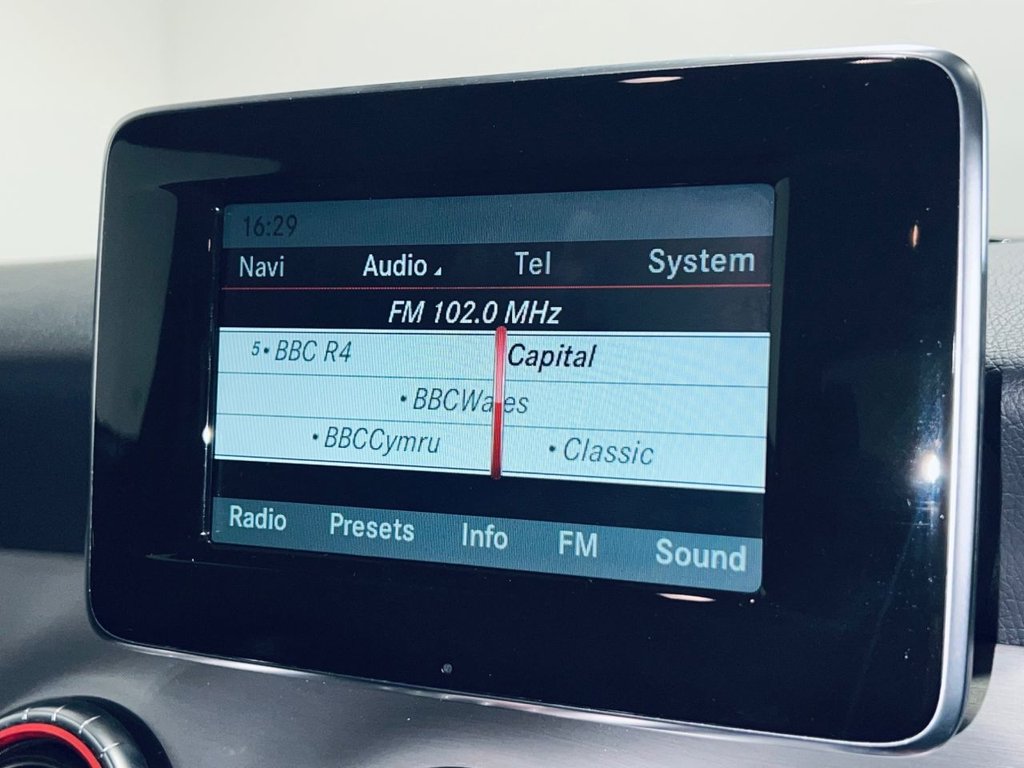 16:29
Navi Audio Tel System
FM 102.0 MHz
5• BBC R4 Capital
• BBCWales
• BBCCymru • Classic
Radio Presets Info FM Sound